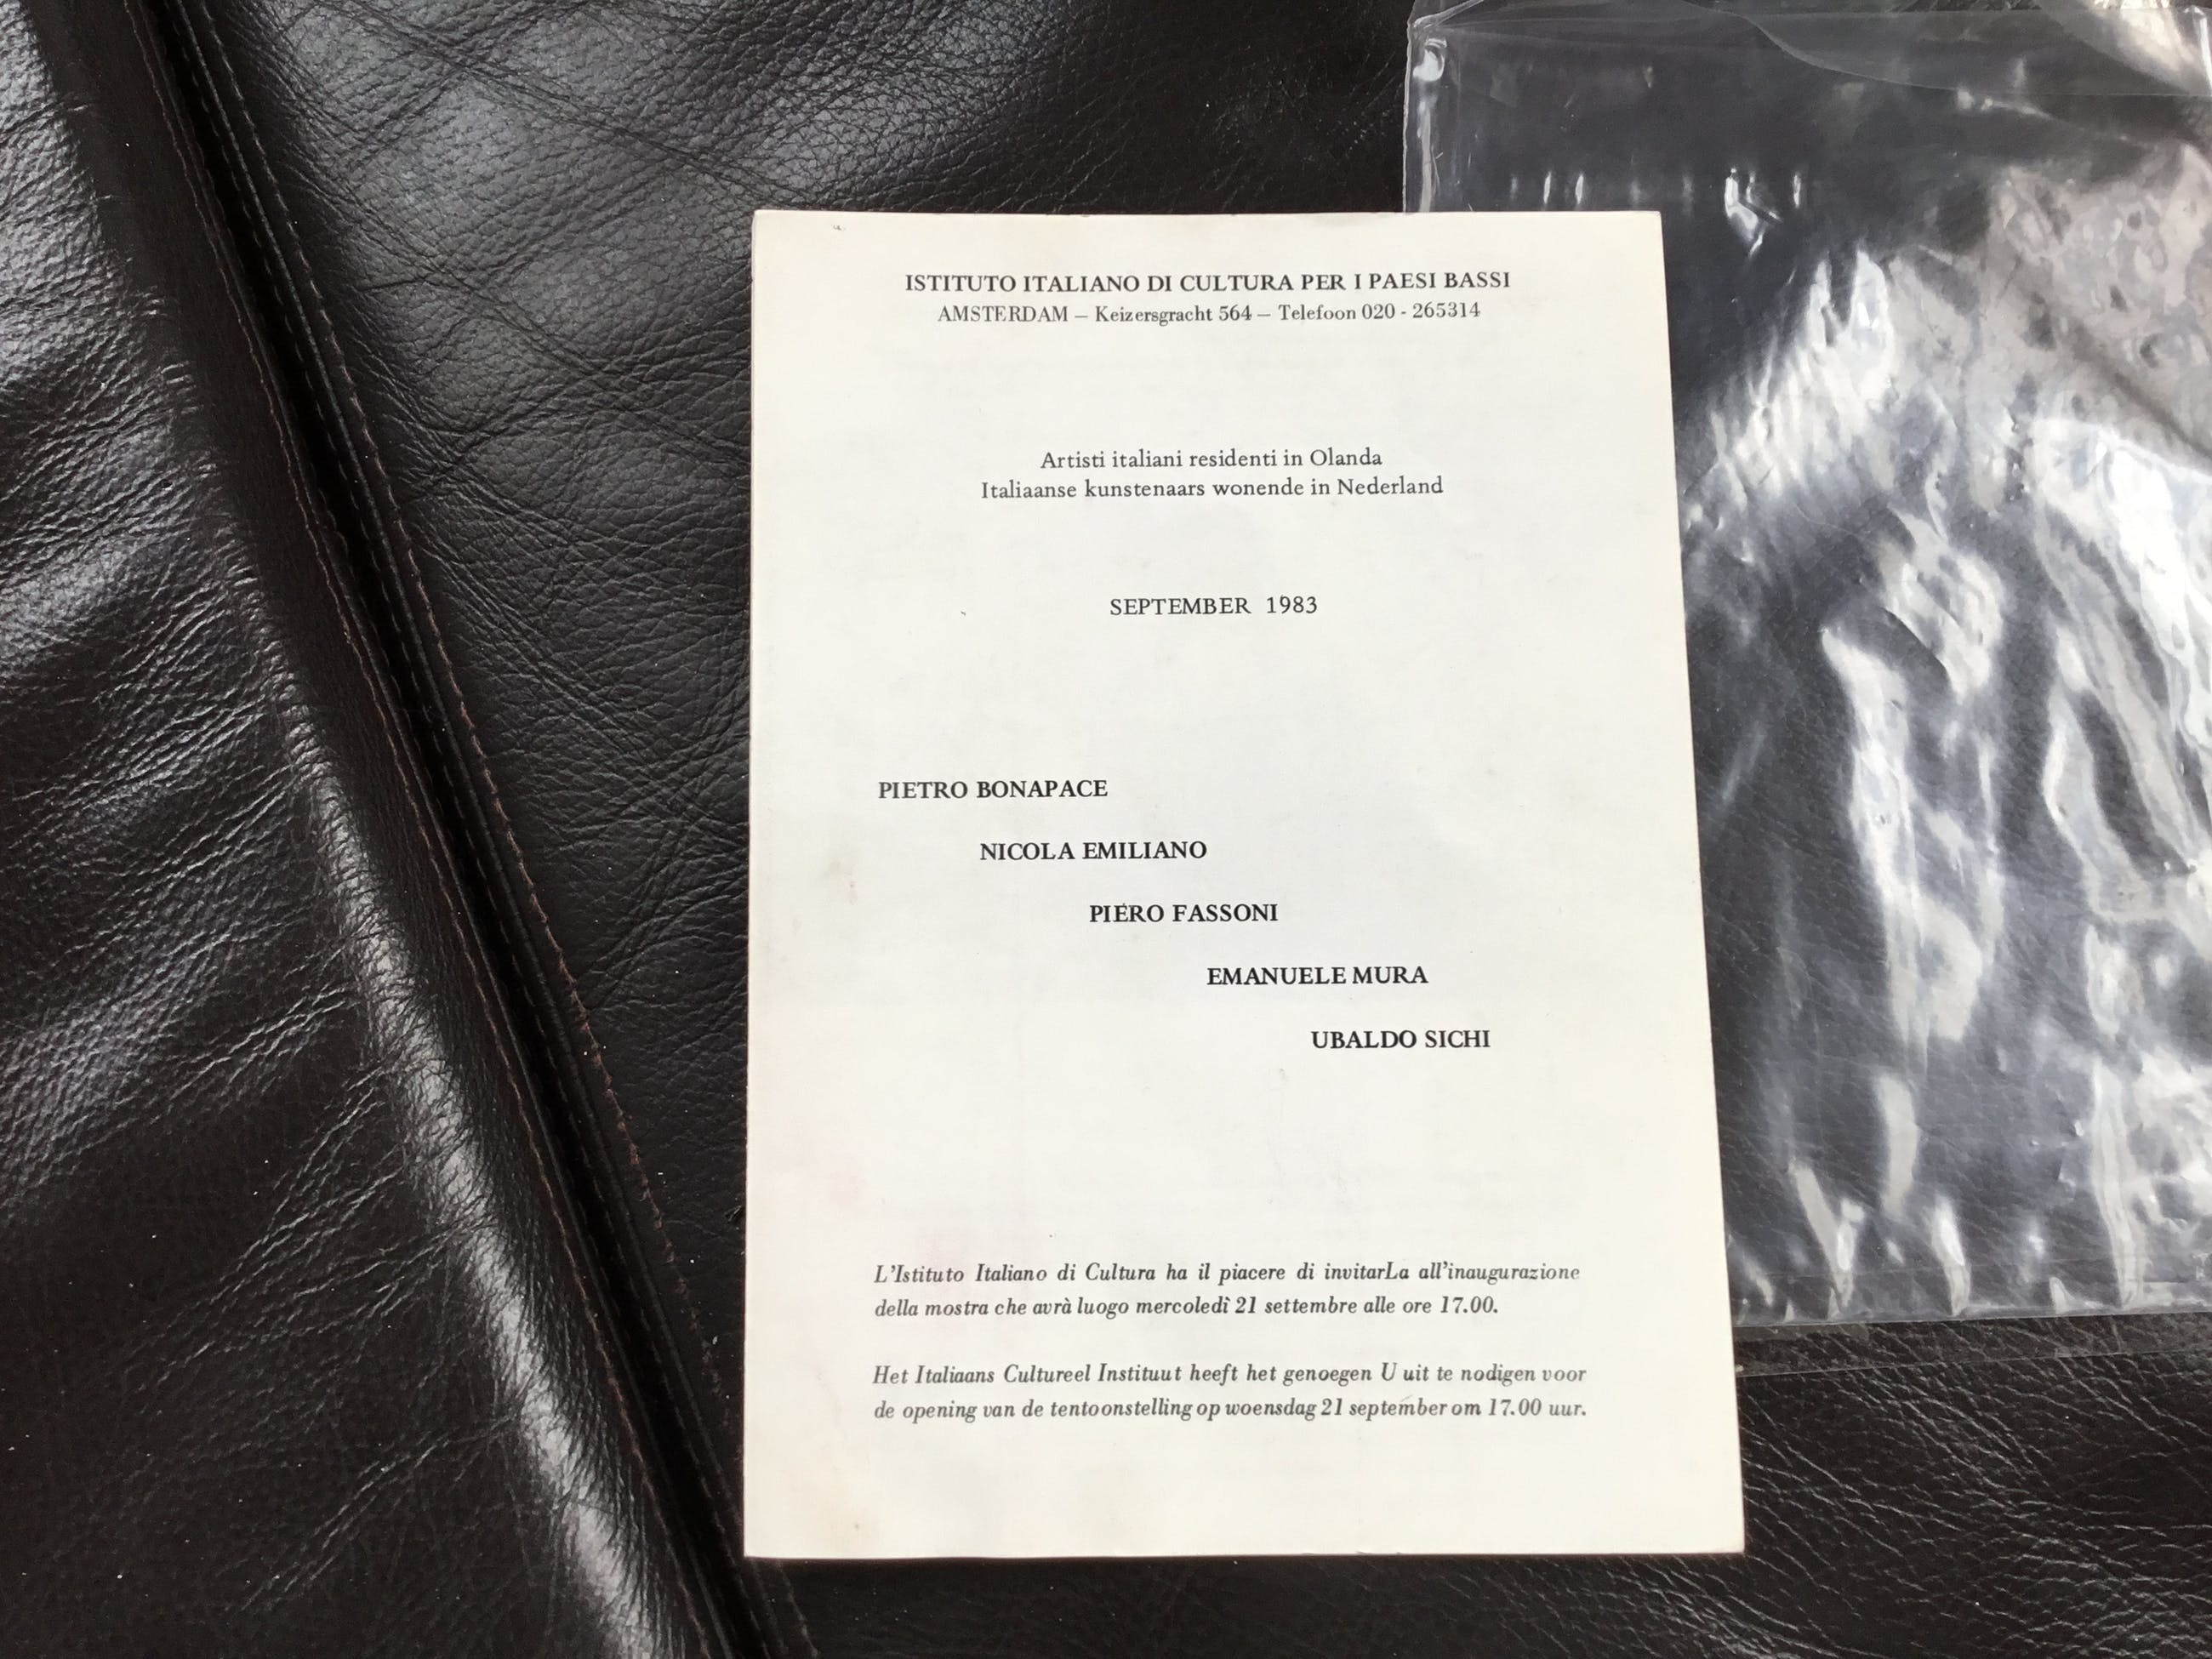 ISTITUTO ITALIANO DI CULTURA PER I PAESI BASSI
AMSTERDAM – Keizersgracht 564 – Telefoon 020 - 265314
Artisti italiani residenti in Olanda
Italiaanse kunstenaars wonende in Nederland
SEPTEMBER 1983
PIETRO BONAPACE
NICOLA EMILIANO
PIERO FASSONI
EMANUELE MURA
UBALDO SICHI
L'Istituto Italiano di Cultura ha il piacere di invitarLa all'inaugurazione
della mostra che avrà luogo mercoledì 21 settembre alle ore 17.00.
Het Italiaans Cultureel Instituut heeft het genoegen U uit te nodigen voor
de opening van de tentoonstelling op woensdag 21 september om 17.00 uur.